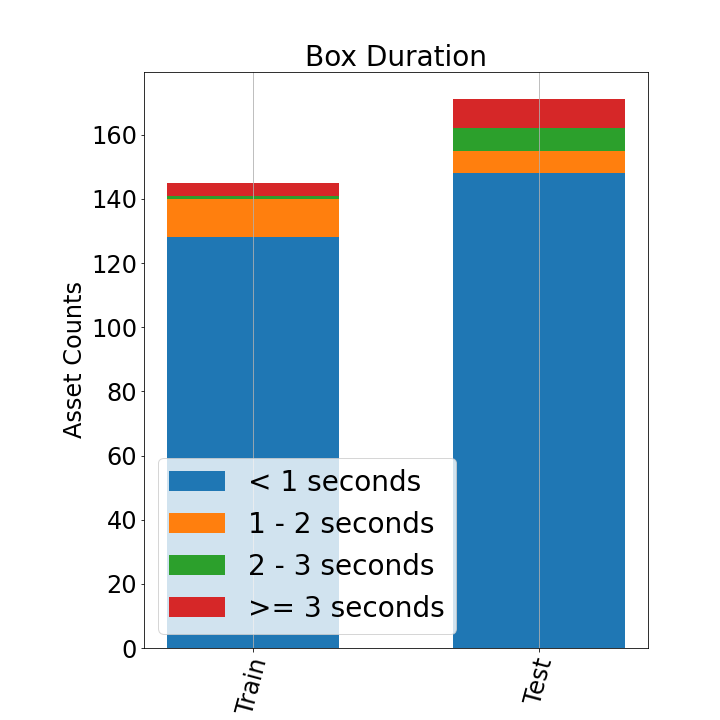 Box Duration
160
140
120
100
80
60
40
20
0
Asset Counts
< 1 seconds
1 - 2 seconds
2 - 3 seconds
>= 3 seconds
Train
Test